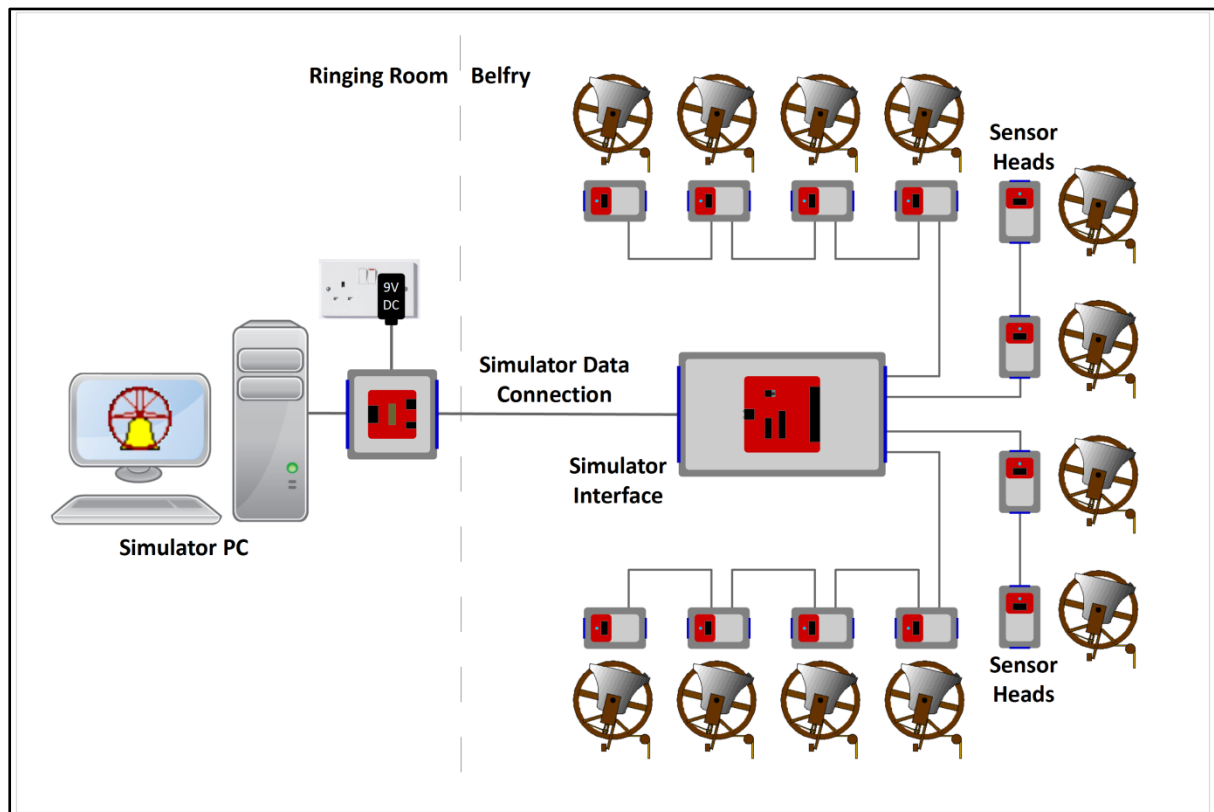 Ringing Room
Belfry
Sensor
Heads
9V
DC
Simulator Data
Connection
Simulator
Interface
Simulator PC
Sensor
Heads